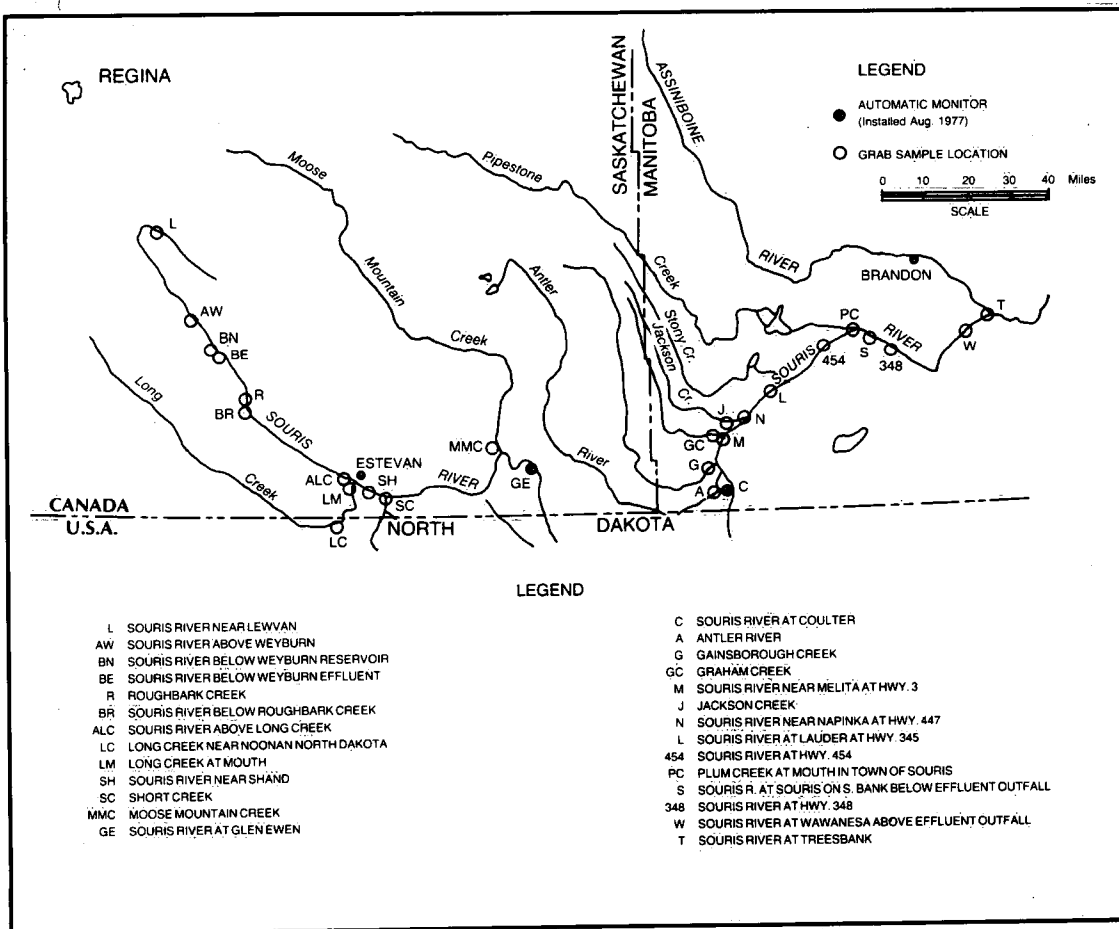 REGINA
Moose
Mountain
Creek
Pipestone
Creek
SASKATCHEWAN
MANITOBA
ASSINIBOINE
RIVER
LEGEND
AUTOMATIC MONITOR
(Installed Aug. 1977)
GRAB SAMPLE LOCATION
0 10 20 30 40 Miles
SCALE
BRANDON
L
AW
BN
BE
R
BR
Long
Creek
SOURIS
RIVER
ALC
ESTEVAN
LM
SH
SC
LC
MMC
GE
Antler
River
Stony Cr.
Jackson
Cr.
SOURIS
RIVER
PC
S
348
454
W
T
L
N
J
GC
M
G
A
C
CANADA
U.S.A.
NORTH
DAKOTA
LEGEND
L SOURIS RIVER NEAR LEWVAN
AW SOURIS RIVER ABOVE WEYBURN
BN SOURIS RIVER BELOW WEYBURN RESERVOIR
BE SOURIS RIVER BELOW WEYBURN EFFLUENT
R ROUGHBARK CREEK
BR SOURIS RIVER BELOW ROUGHBARK CREEK
ALC SOURIS RIVER ABOVE LONG CREEK
LC LONG CREEK NEAR NOONAN NORTH DAKOTA
LM LONG CREEK AT MOUTH
SH SOURIS RIVER NEAR SHAND
SC SHORT CREEK
MMC MOOSE MOUNTAIN CREEK
GE SOURIS RIVER AT GLEN EWEN
C SOURIS RIVER AT COULTER
A ANTLER RIVER
G GAINSBOROUGH CREEK
GC GRAHAM CREEK
M SOURIS RIVER NEAR MELITA AT HWY. 3
J JACKSON CREEK
N SOURIS RIVER NEAR NAPINKA AT HWY. 447
L SOURIS RIVER AT LAUDER AT HWY. 345
454 SOURIS RIVER AT HWY. 454
PC PLUM CREEK AT MOUTH IN TOWN OF SOURIS
S SOURIS R. AT SOURIS ON S. BANK BELOW EFFLUENT OUTFALL
348 SOURIS RIVER AT HWY. 348
W SOURIS RIVER AT WAWANESA ABOVE EFFLUENT OUTFALL
T SOURIS RIVER AT TREESBANK